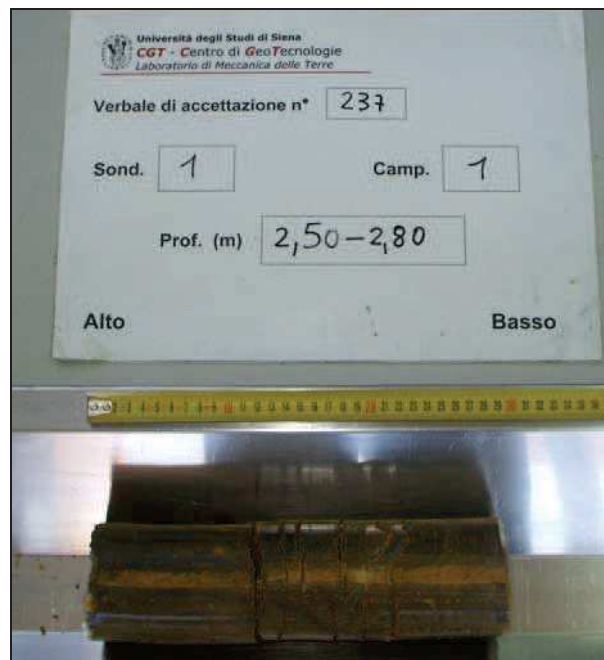 Università degli Studi di Siena
CGT - Centro di GeoTecnologie
Laboratorio di Meccanica delle Terre
Verbale di accettazione n° 237
Sond. 1 Camp. 1
Prof. (m) 2,50-2,80
Alto Basso